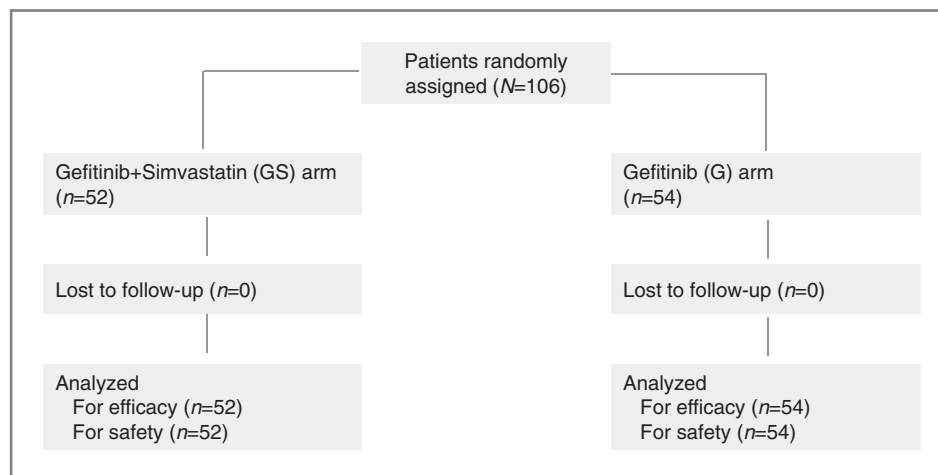 Patients randomly
assigned (N=106)
Gefitinib+Simvastatin (GS) arm
(n=52)
Gefitinib (G) arm
(n=54)
Lost to follow-up (n=0)
Lost to follow-up (n=0)
Analyzed
For efficacy (n=52)
For safety (n=52)
Analyzed
For efficacy (n=54)
For safety (n=54)